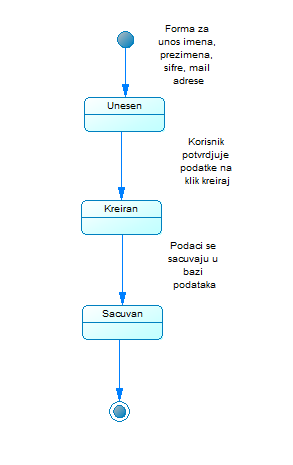 Forma za
unos imena,
prezimena,
sifre, mail
adrese
Unesen
Korisnik
potvrdjuje
podatke na
klik kreiraj
Kreiran
Podaci se
sacuvaju u
bazi
podataka
Sacuvan